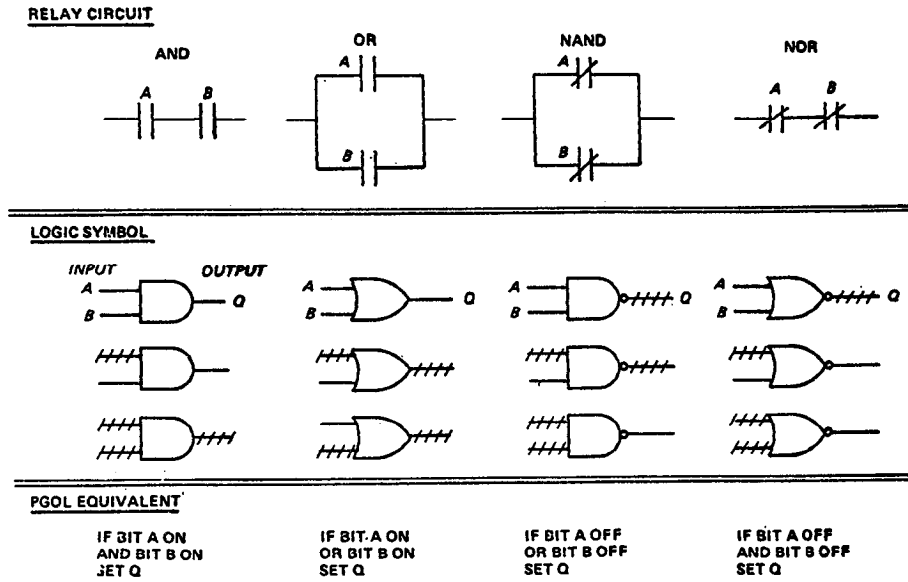 RELAY CIRCUIT
AND
OR
NAND
NOR
A B
A
B
A
B
A B
LOGIC SYMBOL
INPUT OUTPUT
A
B
Q
Q
A
B
Q
A
B
Q
PGOL EQUIVALENT
IF BIT A ON
AND BIT B ON
SET Q
IF BIT A ON
OR BIT B ON
SET Q
IF BIT A OFF
OR BIT B OFF
SET Q
IF BIT A OFF
AND BIT B OFF
SET Q